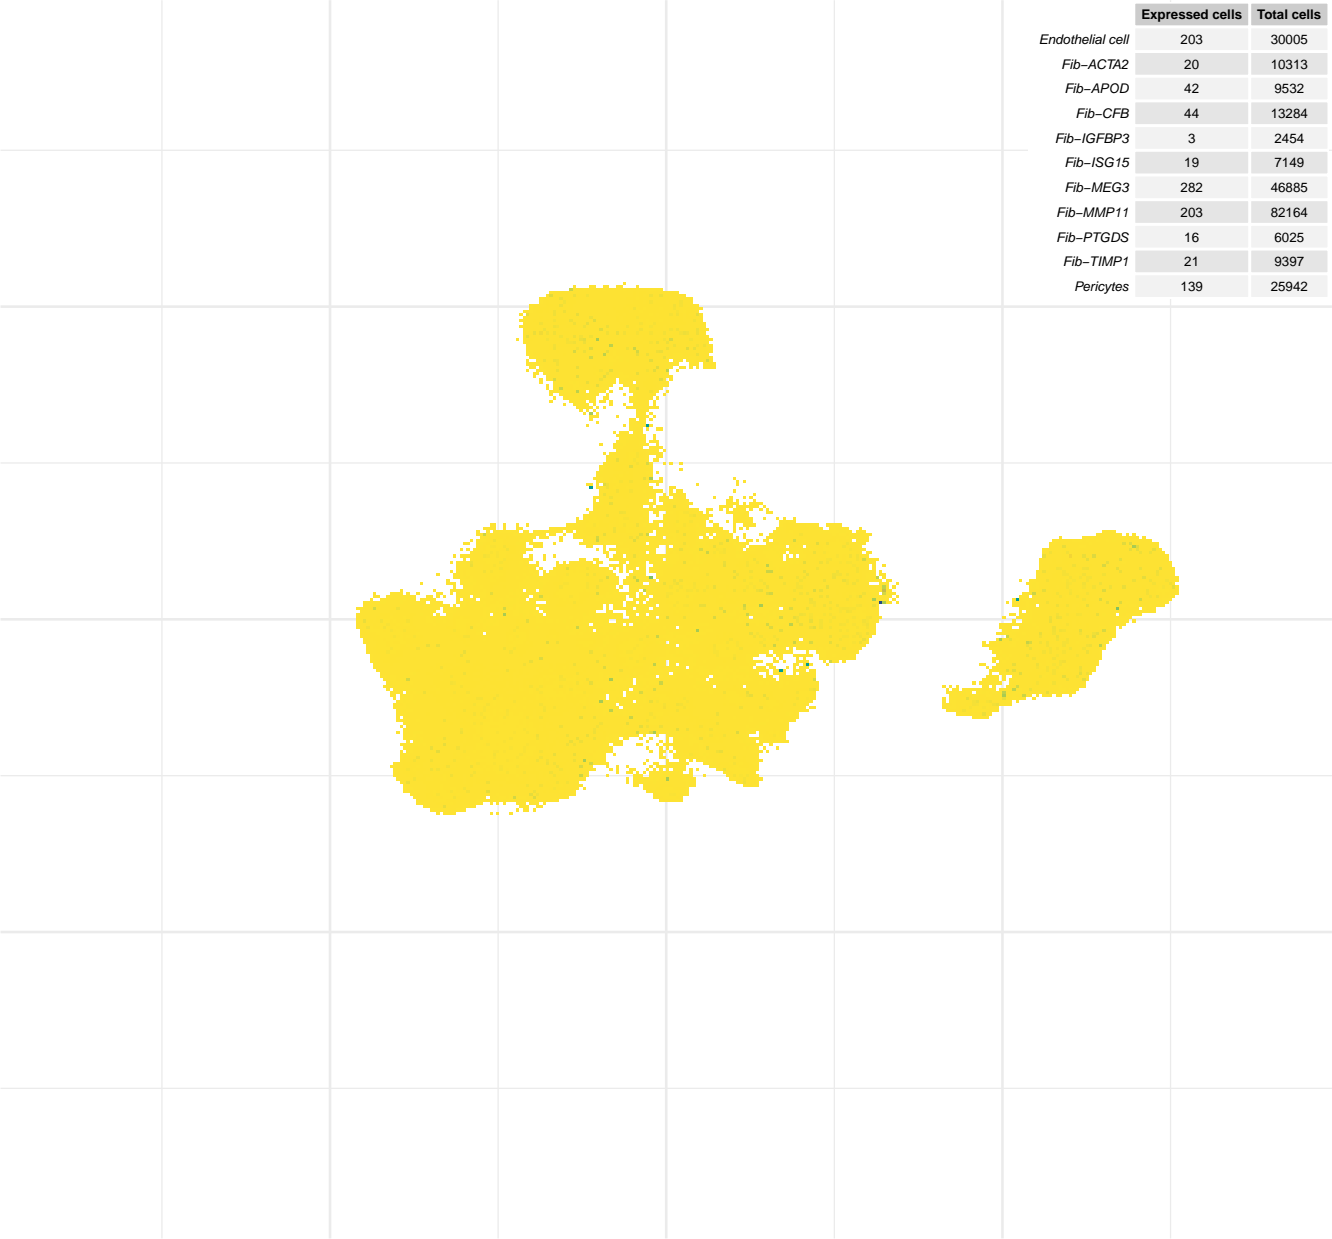 Expressed cells Total cells
Endothelial cell 203 30005
Fib−ACTA2 20 10313
Fib−APOD 42 9532
Fib−CFB 44 13284
Fib−IGFBP3 3 2454
Fib−ISG15 19 7149
Fib−MEG3 282 46885
Fib−MMP11 203 82164
Fib−PTGDS 16 6025
Fib−TIMP1 21 9397
Pericytes 139 25942